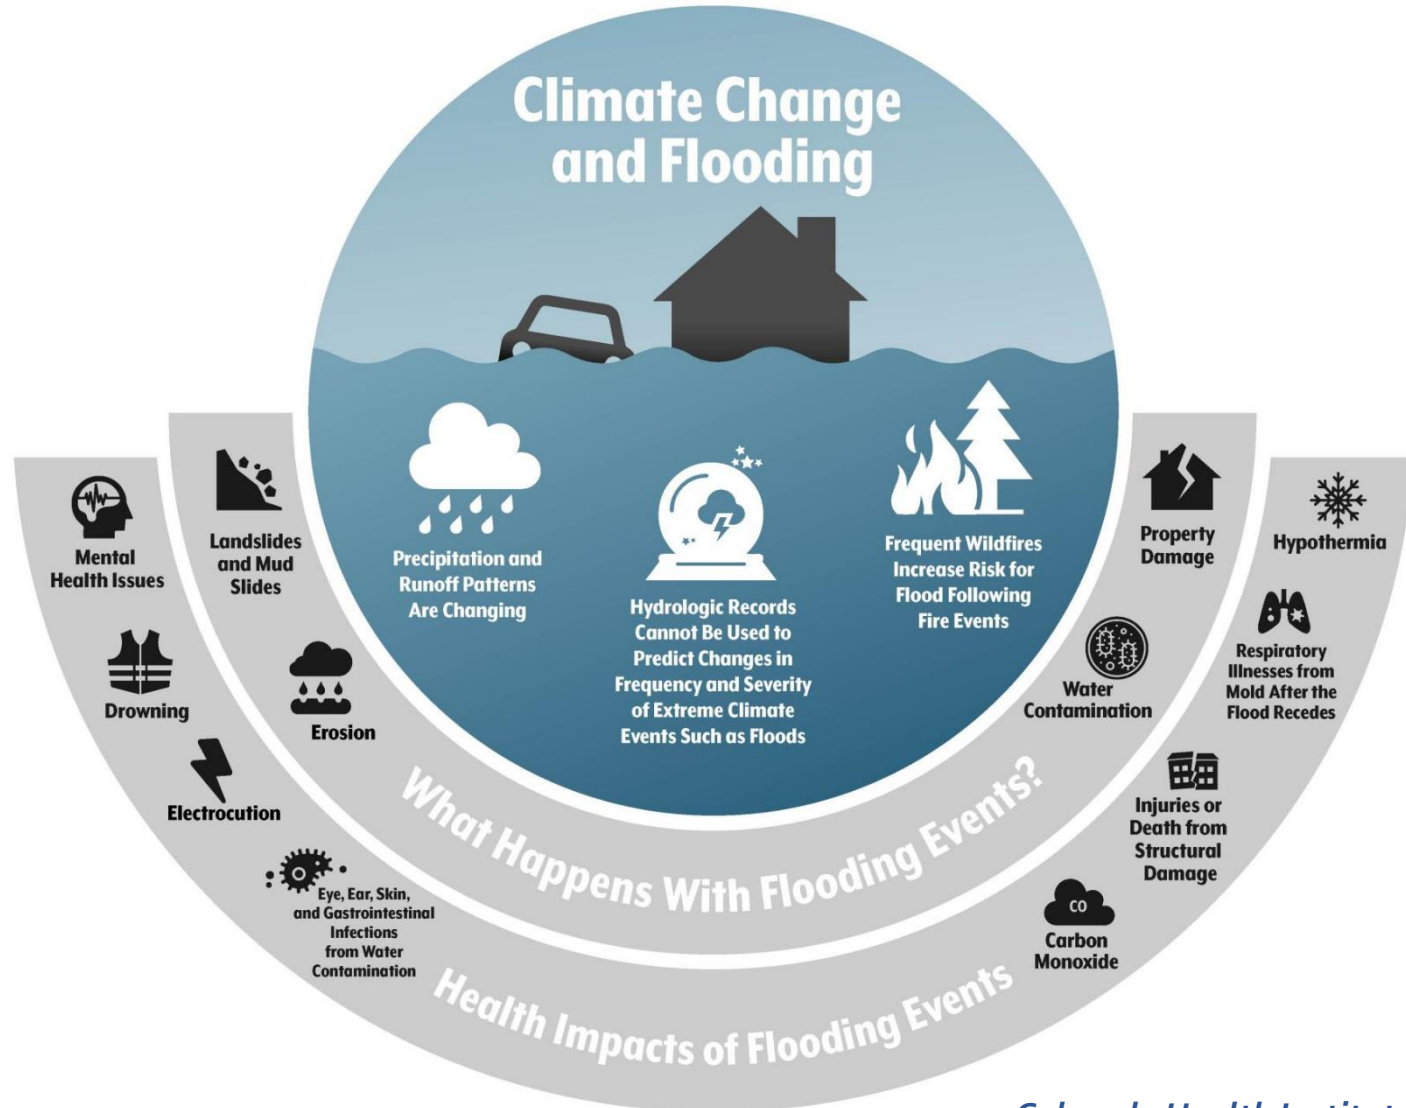 Climate Change
and Flooding
Precipitation and
Runoff Patterns
Are Changing
Hydrologic Records
Cannot Be Used to
Predict Changes in
Frequency and Severity
of Extreme Climate
Events Such as Floods
Frequent Wildfires
Increase Risk for
Flood Following
Fire Events
Landslides
and Mud
Slides
Erosion
Property
Damage
Water
Contamination
What Happens With Flooding Events?
Mental
Health Issues
Drowning
Electrocution
Eye, Ear, Skin,
and Gastrointestinal
Infections
from Water
Contamination
Hypothermia
Respiratory
Illnesses from
Mold After the
Flood Recedes
Injuries or
Death from
Structural
Damage
CO
Carbon
Monoxide
Health Impacts of Flooding Events